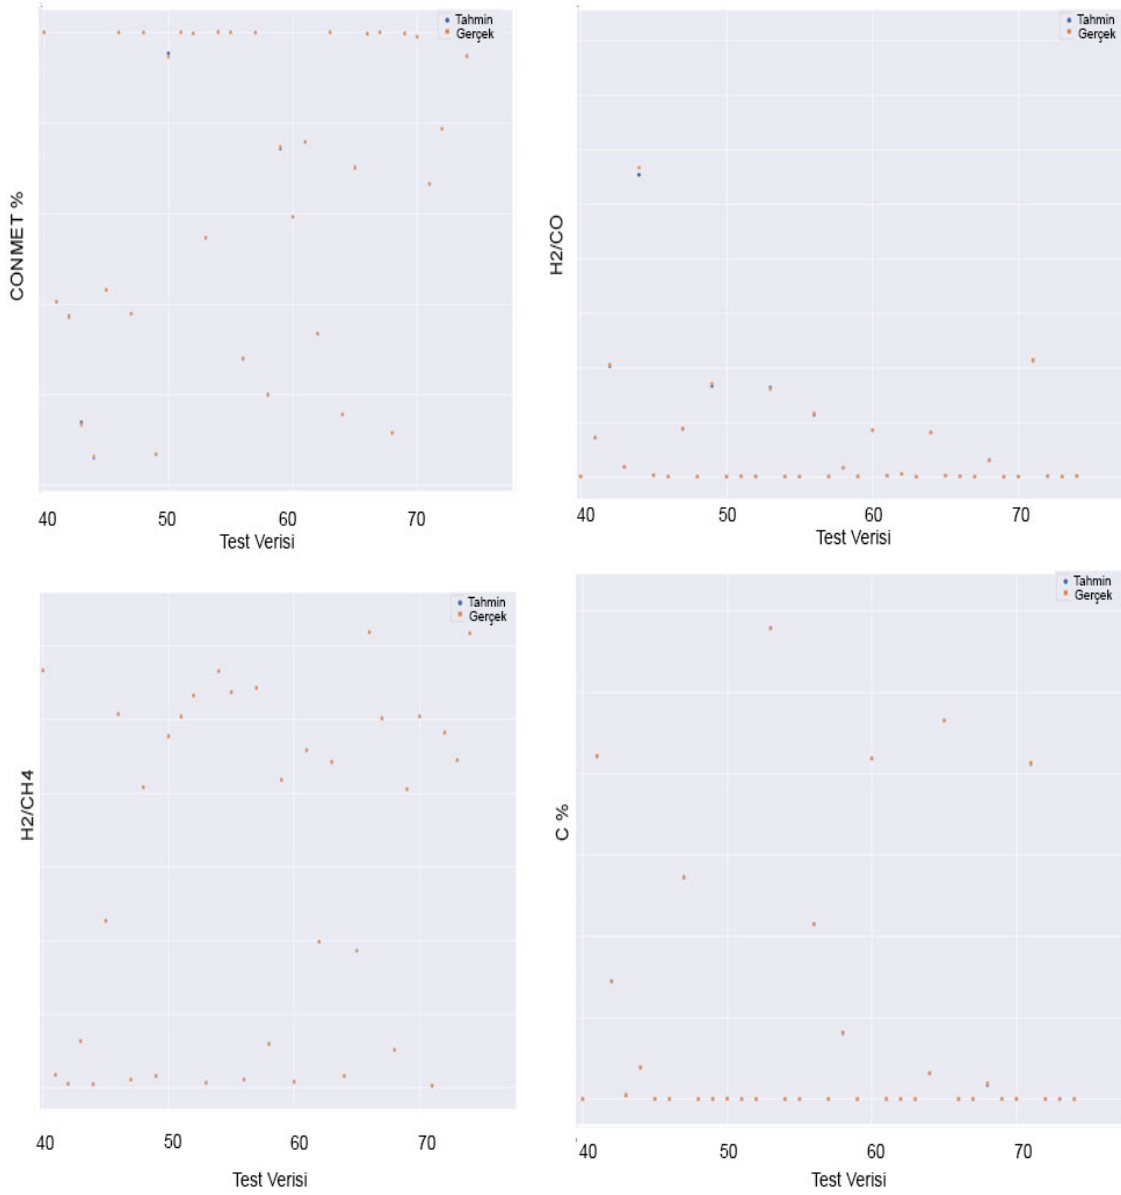 Tahmin
Gerçek
CONMET %
40 50 60 70
Test Verisi
Tahmin
Gerçek
H2/CO
40 50 60 70
Test Verisi
Tahmin
Gerçek
H2/CH4
40 50 60 70
Test Verisi
Tahmin
Gerçek
C %
40 50 60 70
Test Verisi